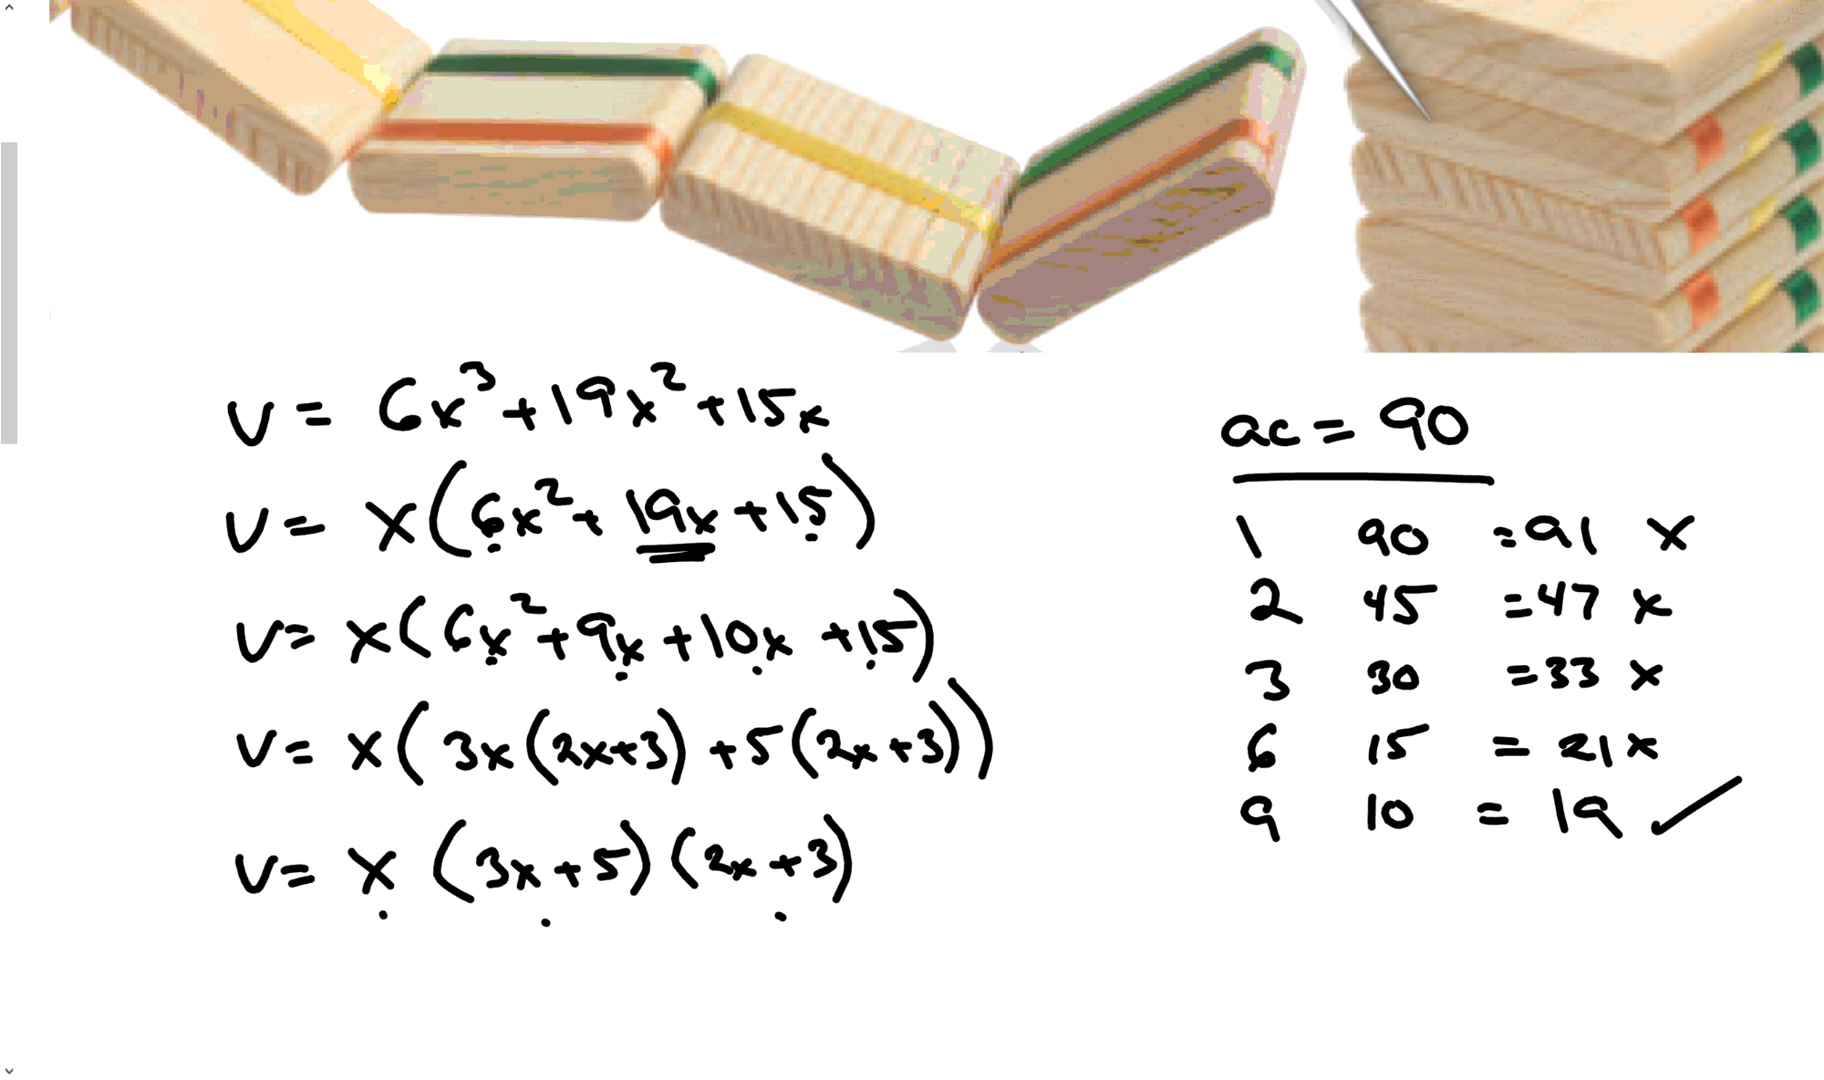 v = 6x³ + 19x² + 15x
v = x(6x² + 19x + 15)
v = x(6x² + 9x + 10x + 15)
v = x(3x(2x+3) + 5(2x+3))
v = x (3x+5)(2x+3)
ac = 90
1 90 = 91 x
2 45 = 47 x
3 30 = 33 x
6 15 = 21 x
9 10 = 19 ✓